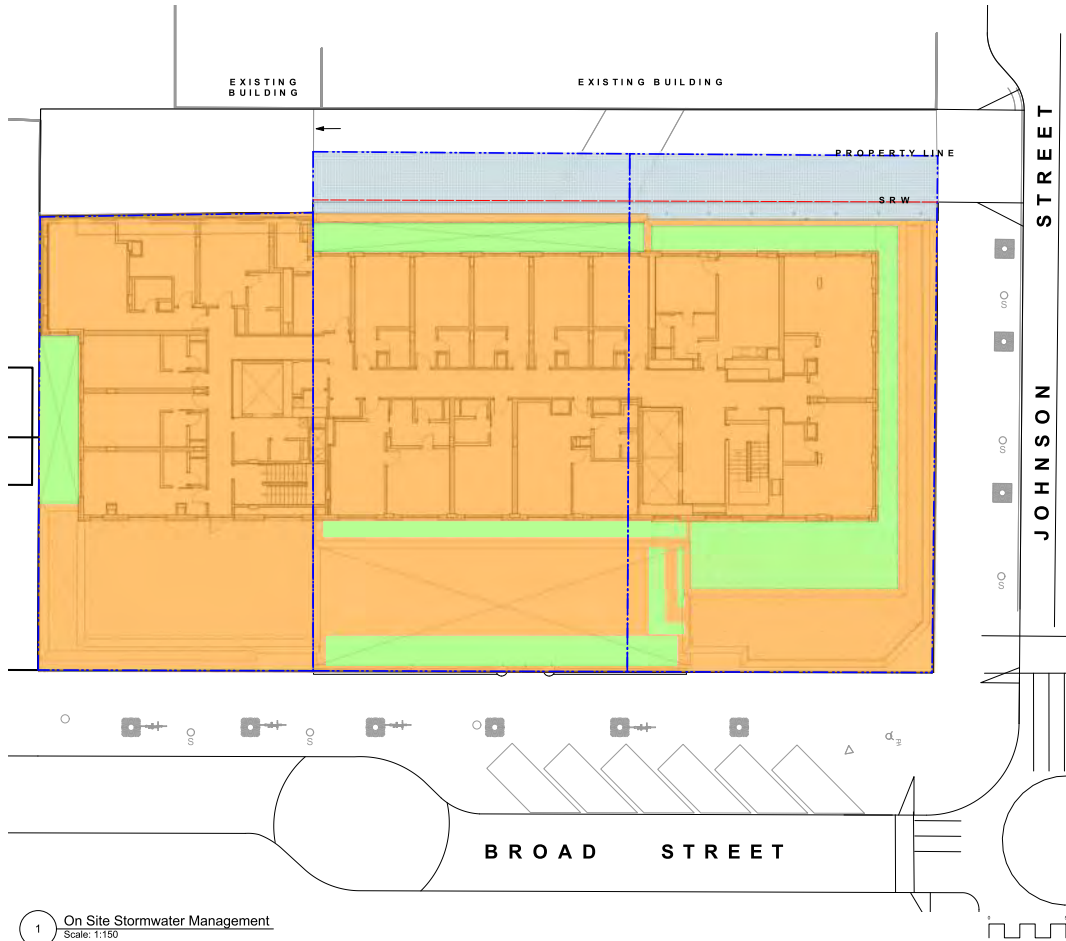 EXISTING
BUILDING
EXISTING BUILDING
PROPERTY LINE
SRW
JOHNSON STREET
S
S
S
S
S
BROAD STREET
1
On Site Stormwater Management
Scale: 1:150